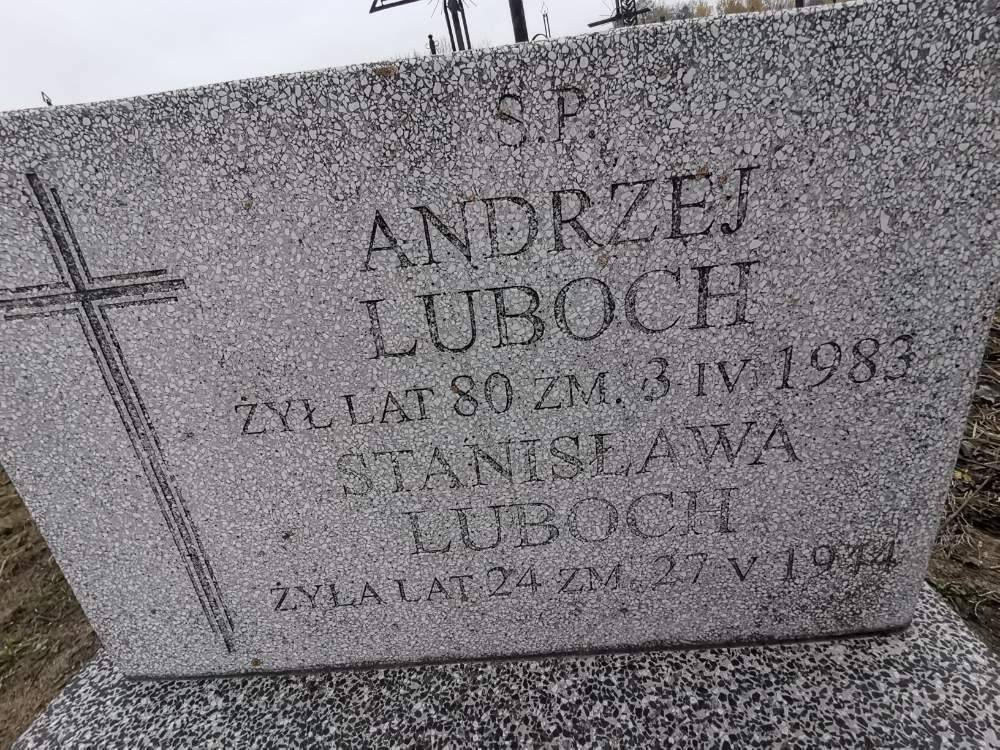 Ś.P.
ANDRZEJ
LUBOCH
ŻYŁ LAT 80 ZM. 3 IV 1983
STANISŁAWA
LUBOCH
ŻYŁA LAT 24 ZM. 27 V